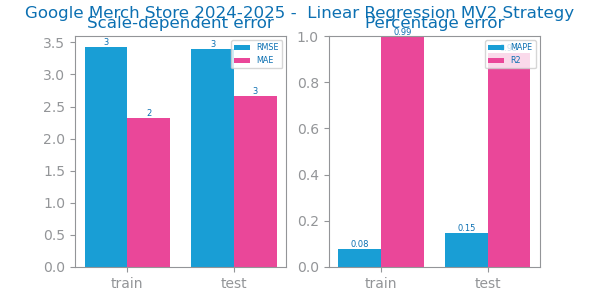 Google Merch Store 2024-2025 -  Linear Regression MV2 Strategy
Scale-dependent error
3.5
3.0
2.5
2.0
1.5
1.0
0.5
0.0
3
2
3
3
RMSE
MAE
train
test
Percentage error
1.0
0.8
0.6
0.4
0.2
0.0
0.08
0.99
0.15
MAPE
R2
train
test